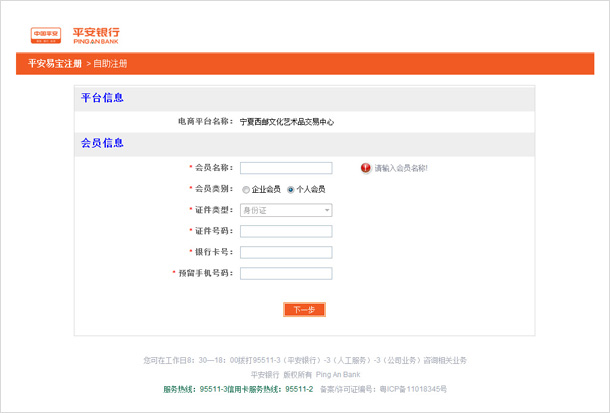 中国平安 平安银行
PING AN BANK
平安易宝注册 > 自助注册
平台信息
电商平台名称： 宁夏西部文化艺术品交易中心
会员信息
* 会员名称： 请输入会员名称!
* 会员类别： 企业会员 个人会员
* 证件类型： 身份证
* 证件号码：
* 银行卡号：
* 预留手机号码：
下一步
您可在工作日8：30—18：00拨打95511-3（平安银行）-3（人工服务）-3（公司业务）咨询相关业务
平安银行 版权所有 Ping An Bank
服务热线：95511-3信用卡服务热线：95511-2 备案/许可证编号：粤ICP备11018345号